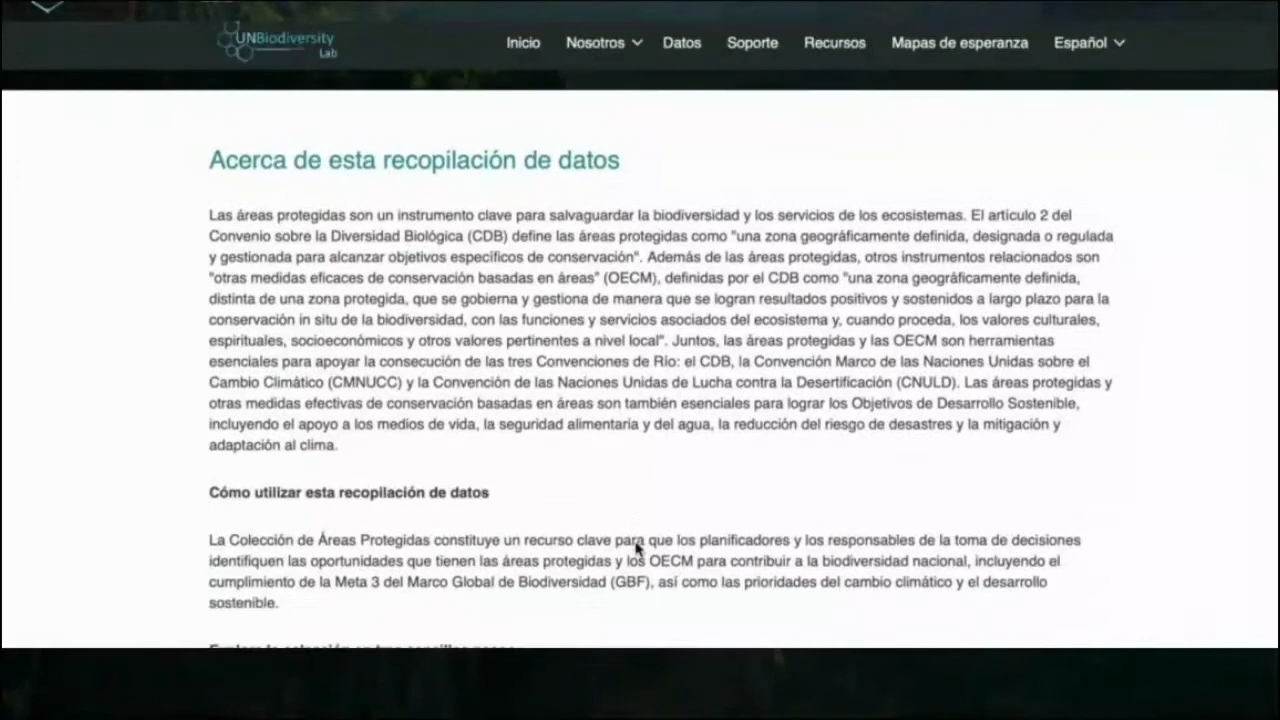 UNBiodiversity
Lab
Inicio Nosotros Datos Soporte Recursos Mapas de esperanza Español
Acerca de esta recopilación de datos
Las áreas protegidas son un instrumento clave para salvaguardar la biodiversidad y los servicios de los ecosistemas. El artículo 2 del
Convenio sobre la Diversidad Biológica (CDB) define las áreas protegidas como "una zona geográficamente definida, designada o regulada
y gestionada para alcanzar objetivos específicos de conservación". Además de las áreas protegidas, otros instrumentos relacionados son
"otras medidas eficaces de conservación basadas en áreas" (OECM), definidas por el CDB como "una zona geográficamente definida,
distinta de una zona protegida, que se gobierna y gestiona de manera que se logran resultados positivos y sostenidos a largo plazo para la
conservación in situ de la biodiversidad, con las funciones y servicios asociados del ecosistema y, cuando proceda, los valores culturales,
espirituales, socioeconómicos y otros valores pertinentes a nivel local". Juntos, las áreas protegidas y las OECM son herramientas
esenciales para apoyar la consecución de las tres Convenciones de Río: el CDB, la Convención Marco de las Naciones Unidas sobre el
Cambio Climático (CMNUCC) y la Convención de las Naciones Unidas de Lucha contra la Desertificación (CNULD). Las áreas protegidas y
otras medidas efectivas de conservación basadas en áreas son también esenciales para lograr los Objetivos de Desarrollo Sostenible,
incluyendo el apoyo a los medios de vida, la seguridad alimentaria y del agua, la reducción del riesgo de desastres y la mitigación y
adaptación al clima.
Cómo utilizar esta recopilación de datos
La Colección de Áreas Protegidas constituye un recurso clave para que los planificadores y los responsables de la toma de decisiones
identifiquen las oportunidades que tienen las áreas protegidas y los OECM para contribuir a la biodiversidad nacional, incluyendo el
cumplimiento de la Meta 3 del Marco Global de Biodiversidad (GBF), así como las prioridades del cambio climático y el desarrollo
sostenible.